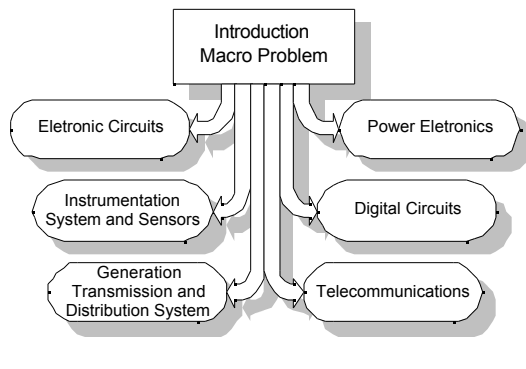 Introduction
Macro Problem
Eletronic Circuits
Power Eletronics
Instrumentation
System and Sensors
Digital Circuits
Generation
Transmission and
Distribution System
Telecommunications